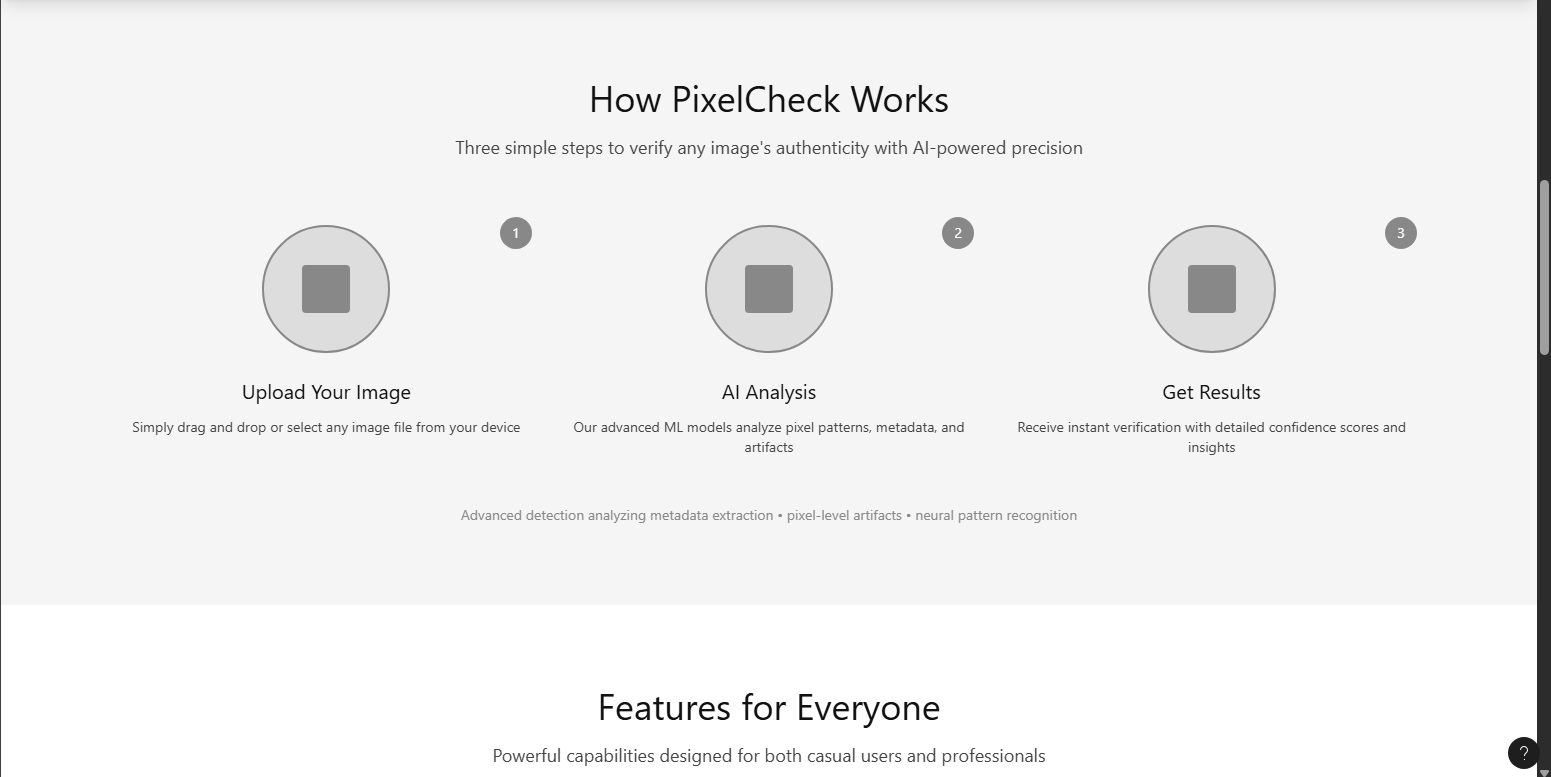 How PixelCheck Works
Three simple steps to verify any image's authenticity with AI-powered precision
1
2
3
Upload Your Image
Simply drag and drop or select any image file from your device
AI Analysis
Our advanced ML models analyze pixel patterns, metadata, and
artifacts
Get Results
Receive instant verification with detailed confidence scores and
insights
Advanced detection analyzing metadata extraction • pixel-level artifacts • neural pattern recognition
Features for Everyone
Powerful capabilities designed for both casual users and professionals
?